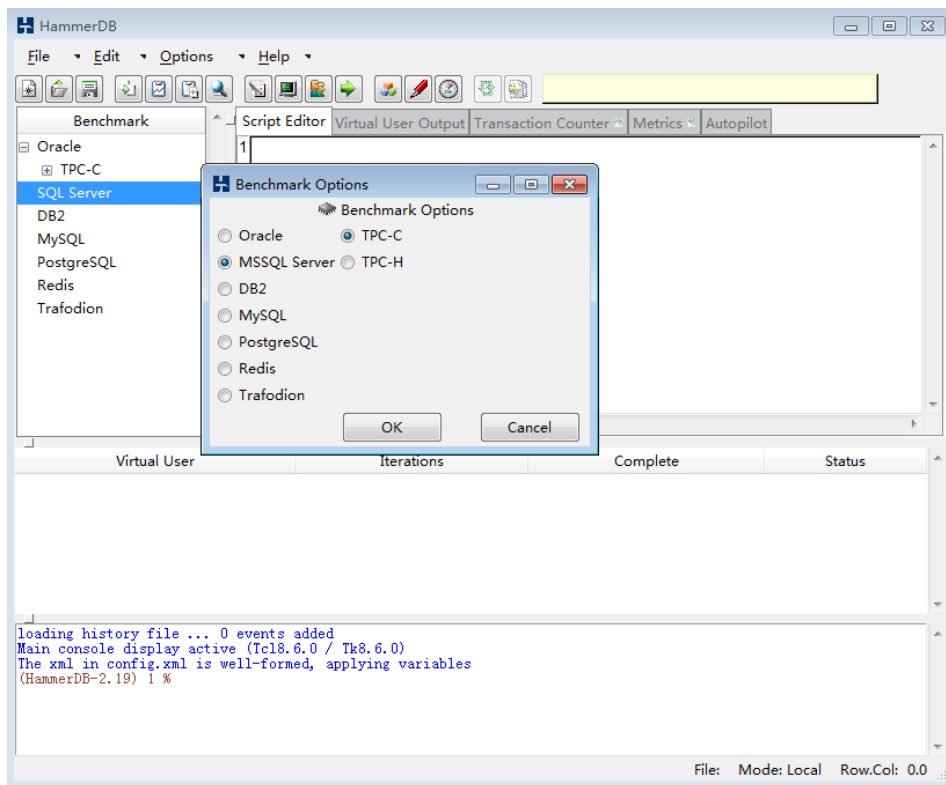 HammerDB
File Edit Options Help
Benchmark
Script Editor Virtual User Output Transaction Counter Metrics Autopilot
Oracle
1
TPC-C
SQL Server
DB2
MySQL
PostgreSQL
Redis
Trafodion
Benchmark Options
Benchmark Options
Oracle TPC-C
MSSQL Server TPC-H
DB2
MySQL
PostgreSQL
Redis
Trafodion
OK Cancel
Virtual User Iterations Complete Status
loading history file ... 0 events added
Main console display active (Tcl8.6.0 / Tk8.6.0)
The xml in config.xml is well-formed, applying variables
(HammerDB-2.19) 1 %
File: Mode: Local Row.Col: 0.0